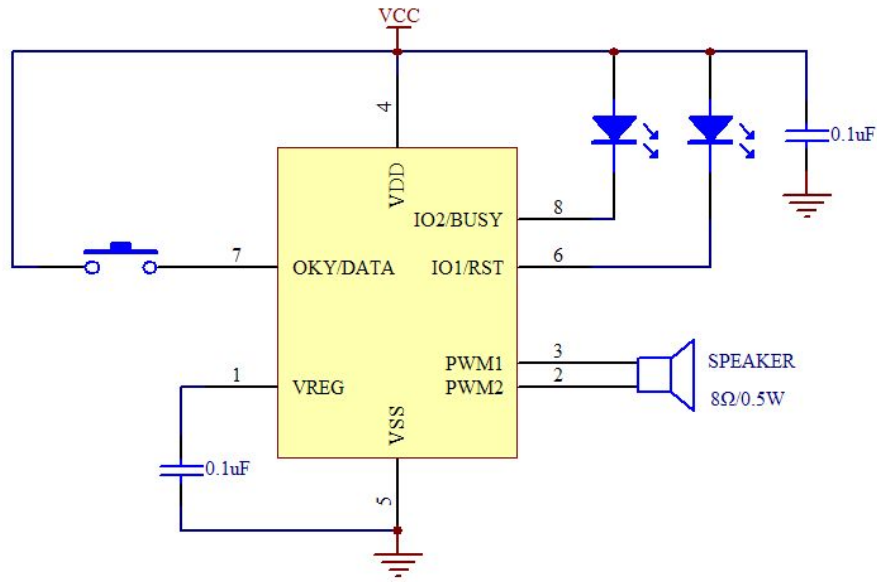 VCC
4
VDD
0.1uF
IO2/BUSY
8
7
OKY/DATA
IO1/RST
6
PWM1
3
SPEAKER
1
VREG
PWM2
2
8Ω/0.5W
VSS
0.1uF
5